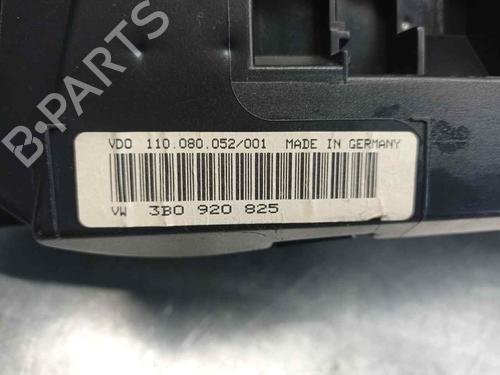 VDO 110.080.052/001 MADE IN GERMANY
VW 3B0 920 825
B-PARTS